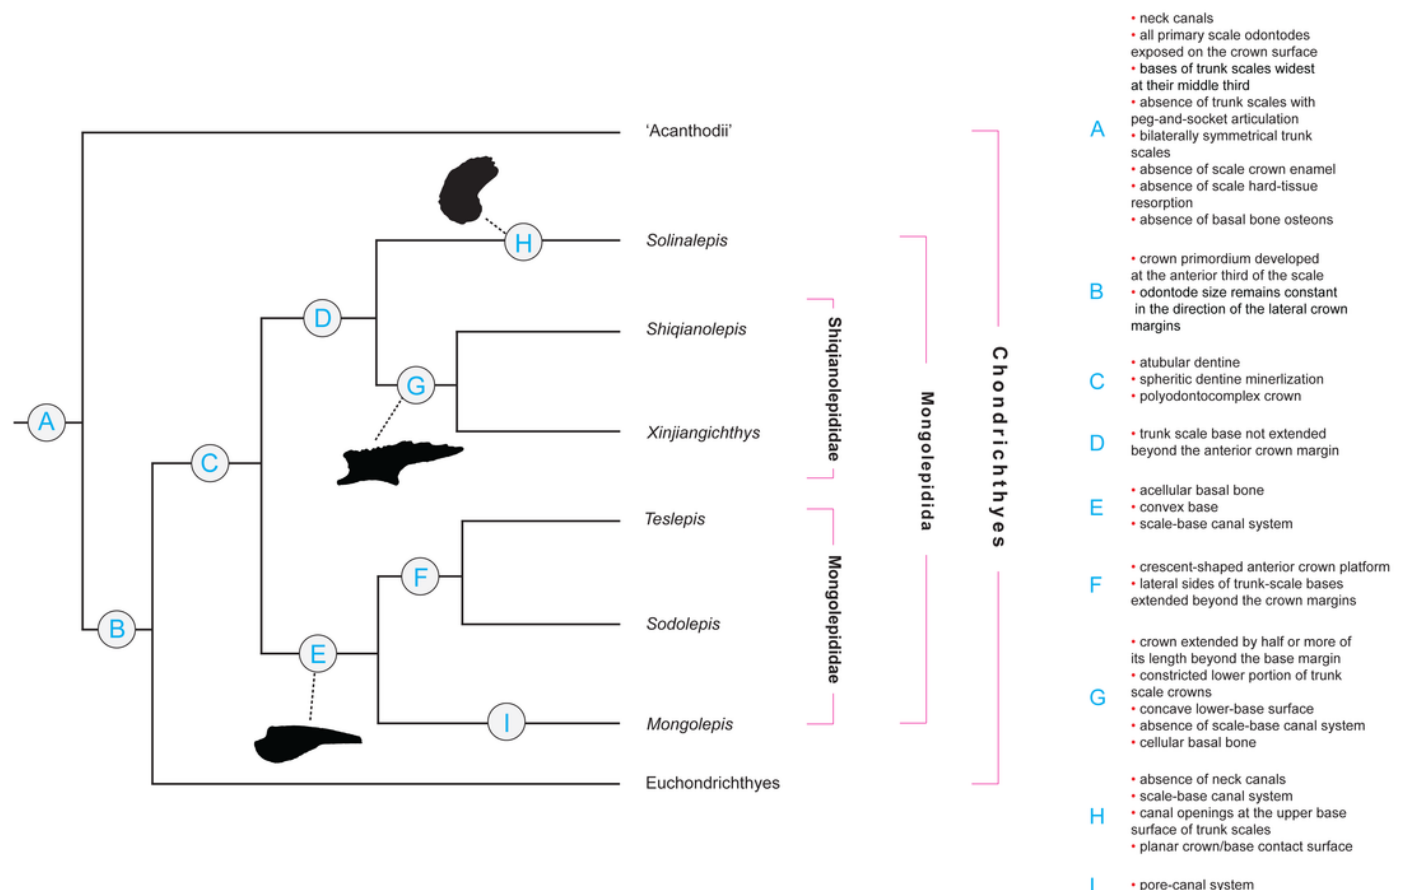 A
B
C
D
E
F
G
H
I
'Acanthodii'
Solinalepis
Shiqianolepis
Xinjiangichthys
Teslepis
Sodolepis
Mongolepis
Euchondrichthyes
Shiqianolepididae
Mongolepididae
Mongolepidida
Chondrichthyes
A
• neck canals
• all primary scale odontodes
exposed on the crown surface
• bases of trunk scales widest
at their middle third
• absence of trunk scales with
peg-and-socket articulation
• bilaterally symmetrical trunk
scales
• absence of scale crown enamel
• absence of scale hard-tissue
resorption
• absence of basal bone osteons
B
• crown primordium developed
at the anterior third of the scale
• odontode size remains constant
in the direction of the lateral crown
margins
C
• atubular dentine
• spheritic dentine minerlization
• polyodontocomplex crown
D
• trunk scale base not extended
beyond the anterior crown margin
E
• acellular basal bone
• convex base
• scale-base canal system
F
• crescent-shaped anterior crown platform
• lateral sides of trunk-scale bases
extended beyond the crown margins
G
• crown extended by half or more of
its length beyond the base margin
• constricted lower portion of trunk
scale crowns
• concave lower-base surface
• absence of scale-base canal system
• cellular basal bone
H
• absence of neck canals
• scale-base canal system
• canal openings at the upper base
surface of trunk scales
• planar crown/base contact surface
I
• pore-canal system